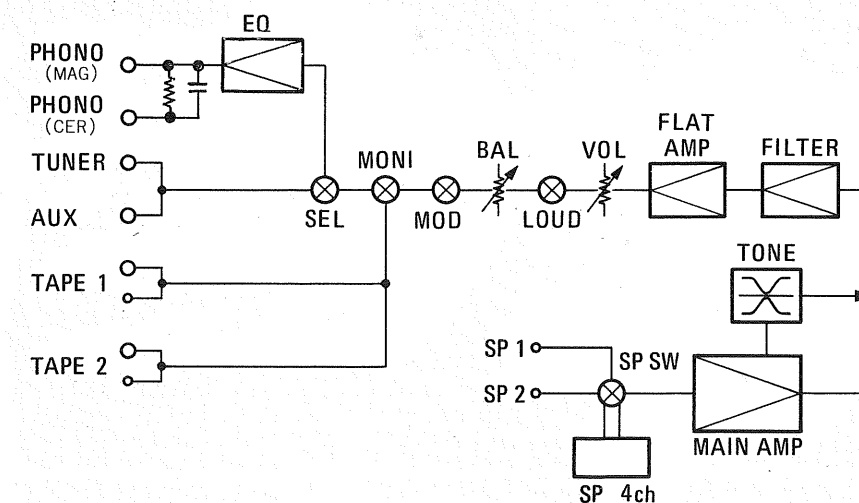 EQ
PHONO
(MAG)
PHONO
(CER)
TUNER
AUX
TAPE 1
TAPE 2
SEL
MONI
MOD
BAL
LOUD
VOL
FLAT
AMP
FILTER
TONE
SP 1
SP 2
SP SW
MAIN AMP
SP 4ch